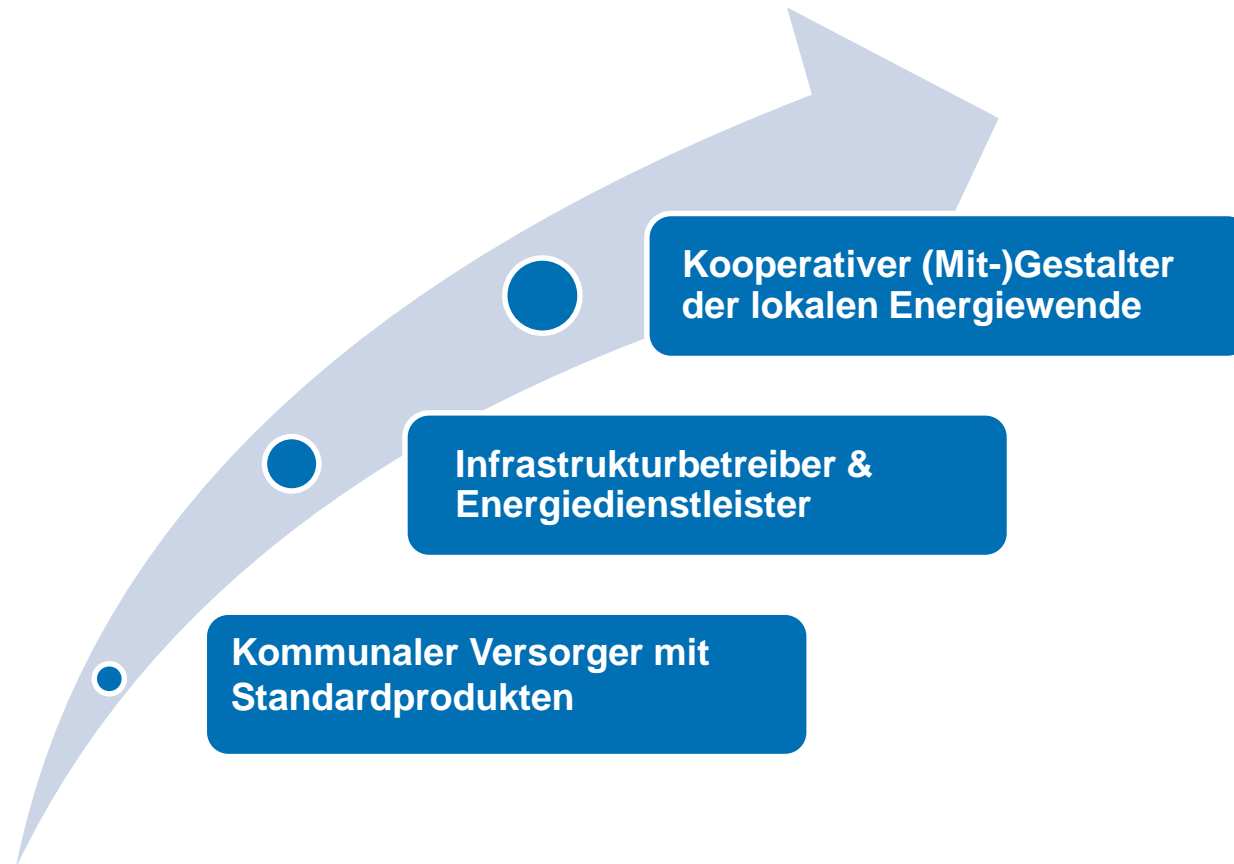 Kooperativer (Mit-)Gestalter
der lokalen Energiewende
Infrastrukturbetreiber &
Energiedienstleister
Kommunaler Versorger mit
Standardprodukten